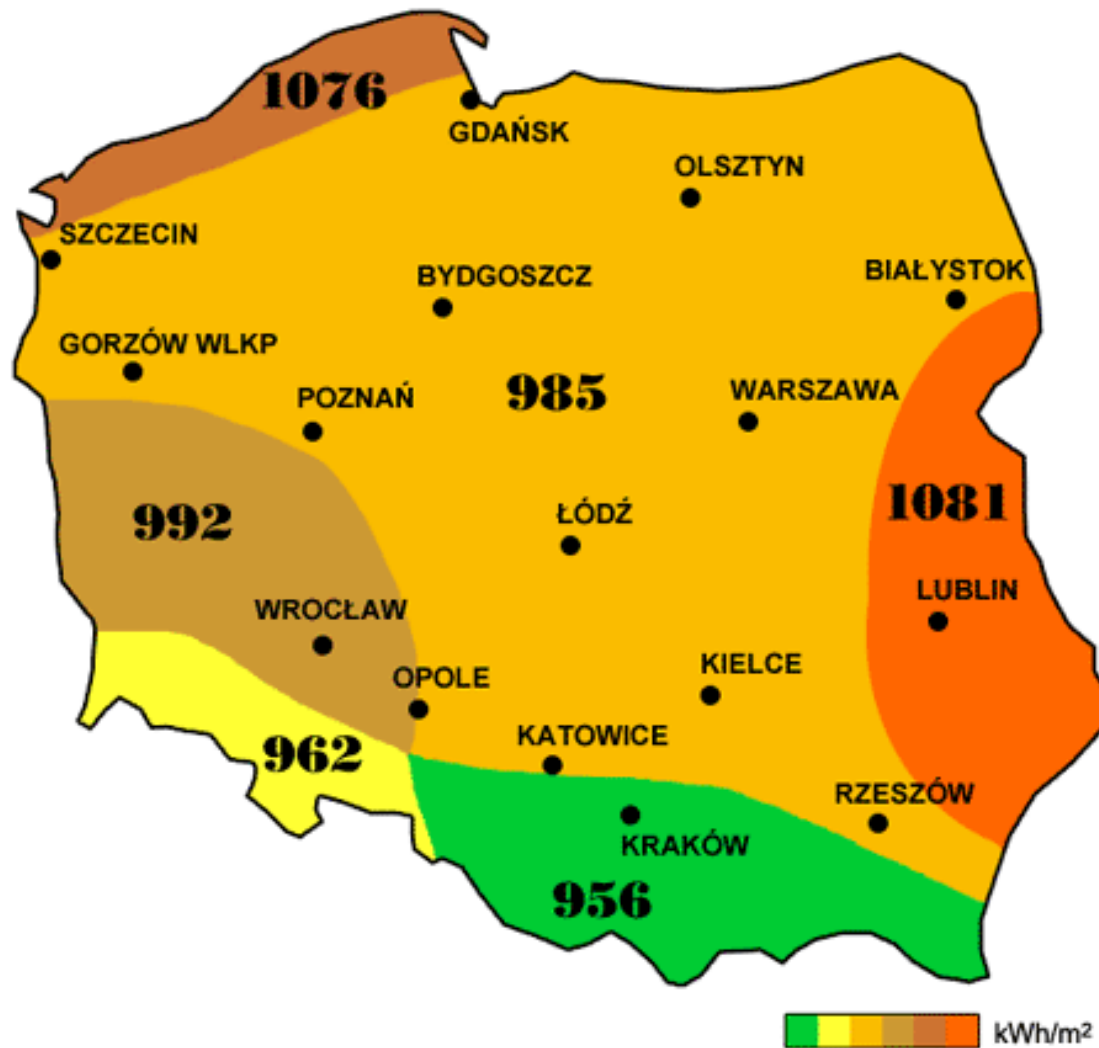 1076
GDAŃSK
OLSZTYN
SZCZECIN
BYDGOSZCZ
BIAŁYSTOK
GORZÓW WLKP
POZNAŃ
985
WARSZAWA
992
ŁÓDŹ
1081
WROCŁAW
LUBLIN
OPOLE
KIELCE
962
KATOWICE
RZESZÓW
KRAKÓW
956
kWh/m²